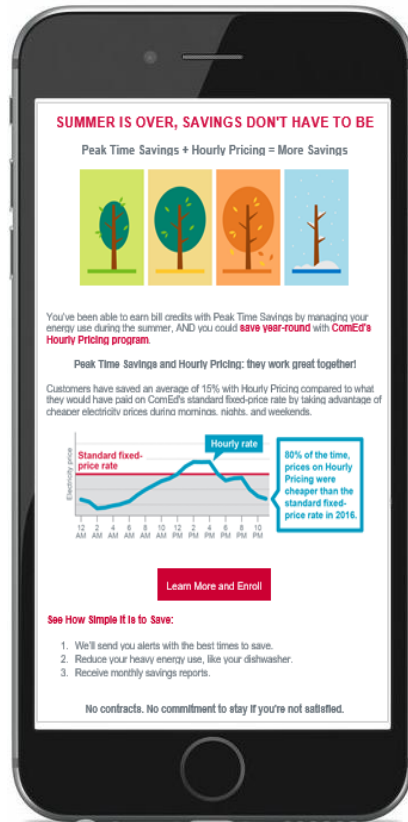 SUMMER IS OVER, SAVINGS DON'T HAVE TO BE
Peak Time Savings + Hourly Pricing = More Savings
You've been able to earn bill credits with Peak Time Savings by managing your
energy use during the summer, AND you could save year-round with ComEd's
Hourly Pricing program.
Peak Time Savings and Hourly Pricing: they work great together!
Customers have saved an average of 15% with Hourly Pricing compared to what
they would have paid on ComEd's standard fixed-price rate by taking advantage of
cheaper electricity prices during mornings, nights, and weekends.
Hourly rate
Standard fixed-
price rate
Electricity price
80% of the time,
prices on Hourly
Pricing were
cheaper than the
standard fixed-
price rate in 2016.
12 2 4 6 8 10 12 2 4 6 8 10
AM AM AM AM AM AM PM PM PM PM PM PM
Learn More and Enroll
See How Simple It Is to Save:
1. We'll send you alerts with the best times to save.
2. Reduce your heavy energy use, like your dishwasher.
3. Receive monthly savings reports.
No contracts. No commitment to stay if you're not satisfied.